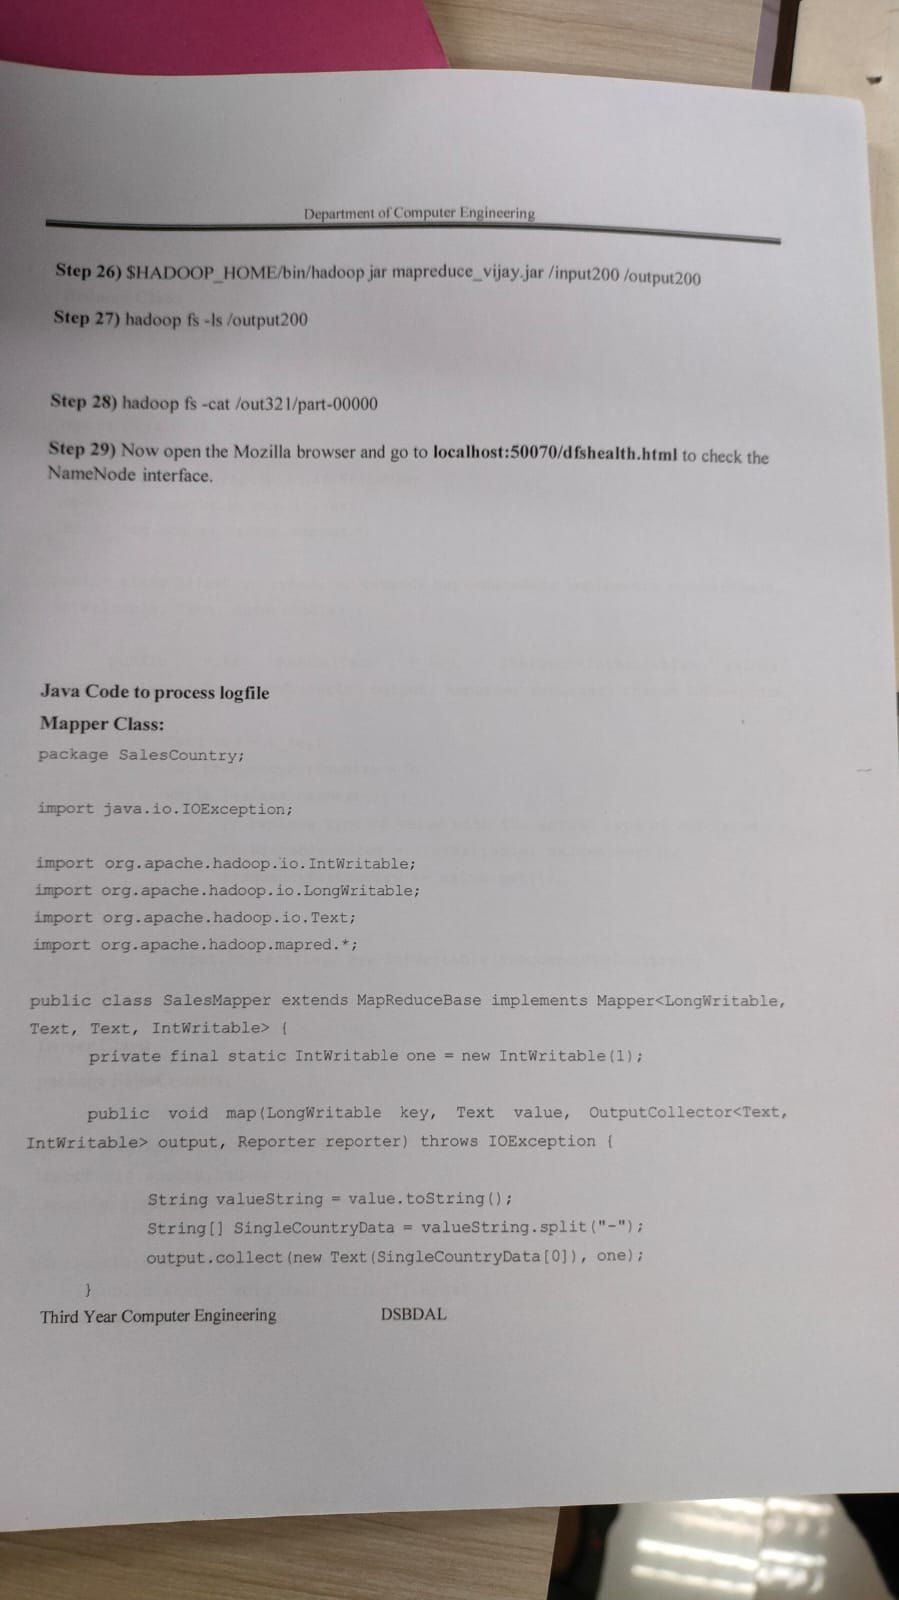 Department of Computer Engineering
Step 26) $HADOOP_HOME/bin/hadoop jar mapreduce_vijay.jar /input200 /output200
Step 27) hadoop fs -ls /output200
Step 28) hadoop fs -cat /out321/part-00000
Step 29) Now open the Mozilla browser and go to localhost:50070/dfshealth.html to check the
NameNode interface.
Java Code to process logfile
Mapper Class:
package SalesCountry;
import java.io.IOException;
import org.apache.hadoop.io.IntWritable;
import org.apache.hadoop.io.LongWritable;
import org.apache.hadoop.io.Text;
import org.apache.hadoop.mapred.*;
public class SalesMapper extends MapReduceBase implements Mapper<LongWritable,
Text, Text, IntWritable> {
private final static IntWritable one = new IntWritable(1);
public void map(LongWritable key, Text value, OutputCollector<Text,
IntWritable> output, Reporter reporter) throws IOException {
String valueString = value.toString();
String[] SingleCountryData = valueString.split("-");
output.collect(new Text(SingleCountryData[0]), one);
}
Third Year Computer Engineering DSBDAL